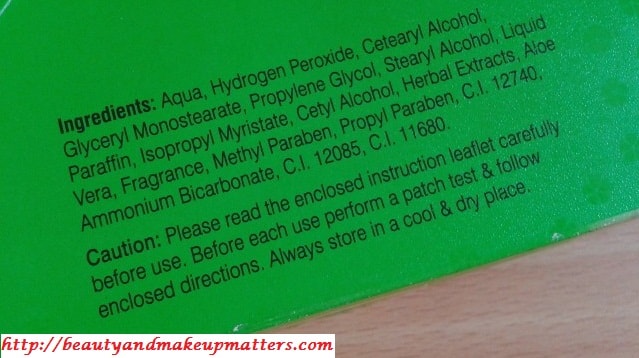 Ingredients: Aqua, Hydrogen Peroxide, Cetearyl Alcohol,
Glyceryl Monostearate, Propylene Glycol, Stearyl Alcohol, Liquid
Paraffin, Isopropyl Myristate, Cetyl Alcohol, Herbal Extracts, Aloe
Vera, Fragrance, Methyl Paraben, Propyl Paraben, C.I. 12740,
Ammonium Bicarbonate, C.I. 12085, C.I. 11680.
Caution: Please read the enclosed instruction leaflet carefully
before use. Before each use perform a patch test & follow
enclosed directions. Always store in a cool & dry place.
http://beautyandmakeupmatters.com